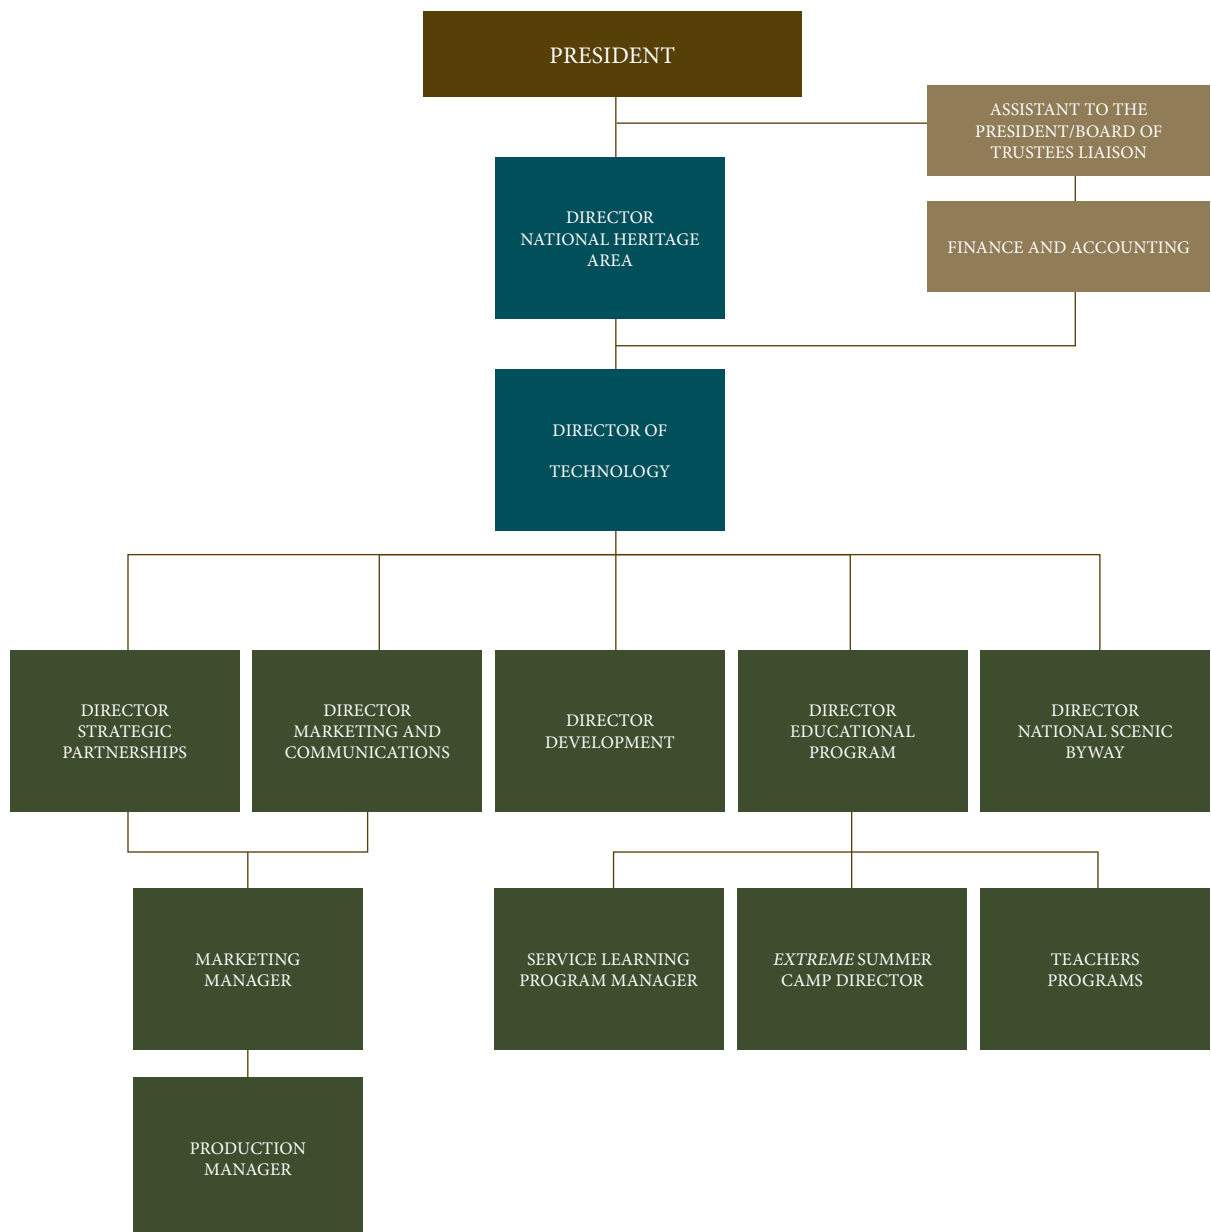 PRESIDENT
ASSISTANT TO THE
PRESIDENT/BOARD OF
TRUSTEES LIAISON
DIRECTOR
NATIONAL HERITAGE
AREA
FINANCE AND ACCOUNTING
DIRECTOR OF
TECHNOLOGY
DIRECTOR
STRATEGIC
PARTNERSHIPS
DIRECTOR
MARKETING AND
COMMUNICATIONS
DIRECTOR
DEVELOPMENT
DIRECTOR
EDUCATIONAL
PROGRAM
DIRECTOR
NATIONAL SCENIC
BYWAY
MARKETING
MANAGER
SERVICE LEARNING
PROGRAM MANAGER
EXTREME SUMMER
CAMP DIRECTOR
TEACHERS
PROGRAMS
PRODUCTION
MANAGER